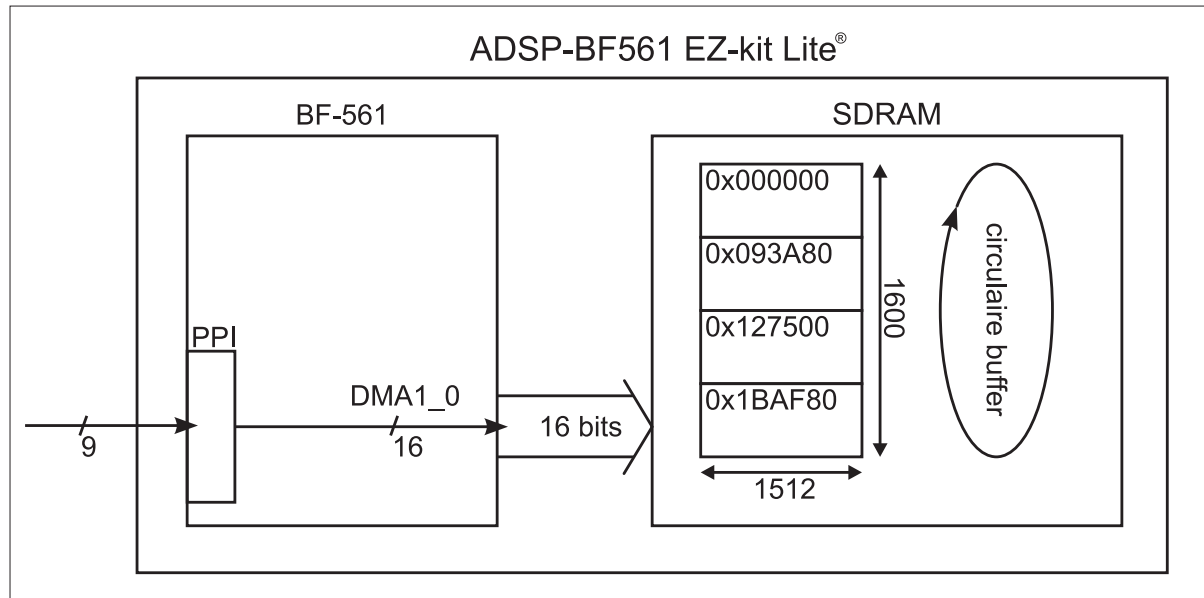 ADSP-BF561 EZ-kit Lite®
BF-561
SDRAM
0x000000
0x093A80
0x127500
0x1BAF80
1600
circulaire buffer
PPI
DMA1_0
9
16
16 bits
1512